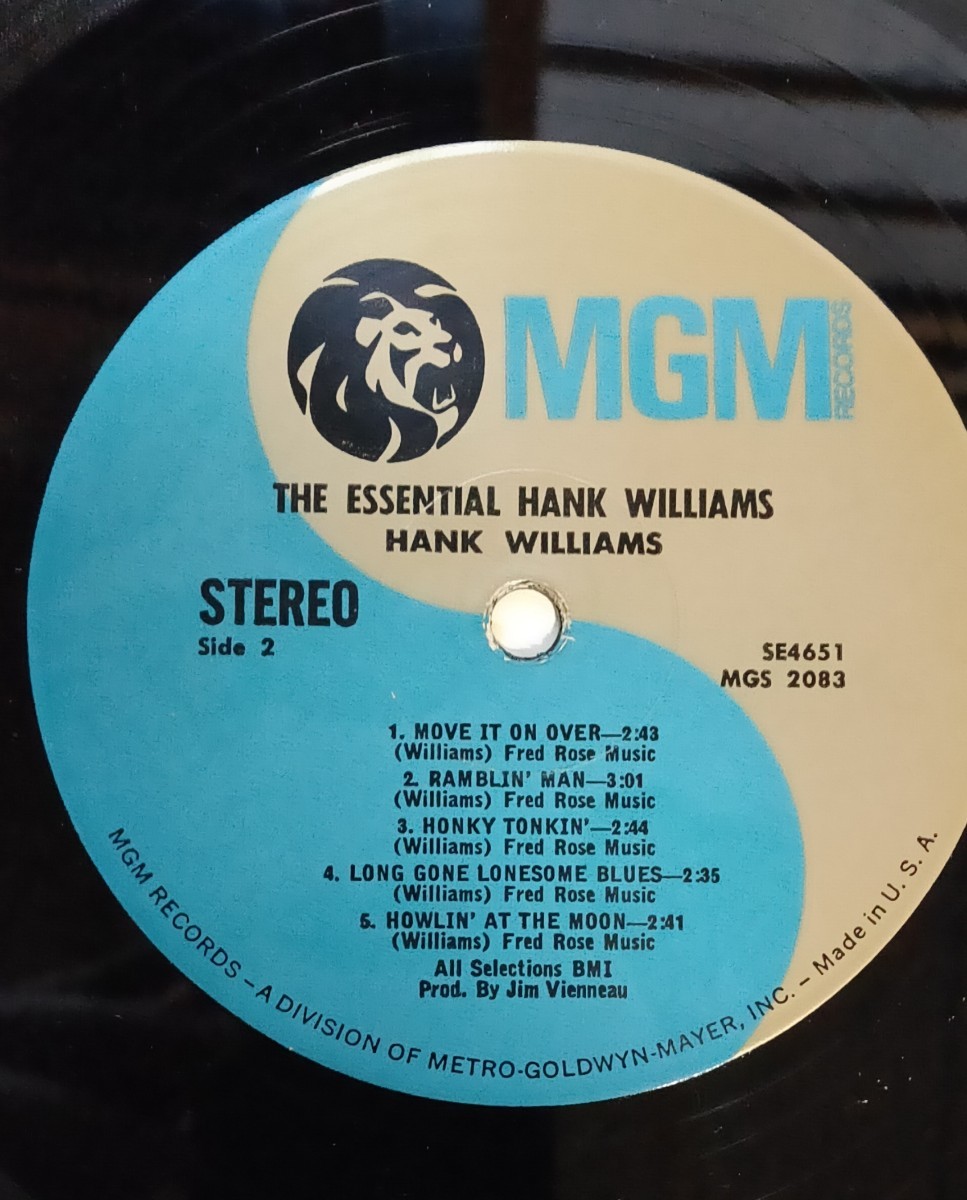 MGM
RECORDS
THE ESSENTIAL HANK WILLIAMS
HANK WILLIAMS
STEREO
Side 2
SE4651
MGS 2083
1. MOVE IT ON OVER—2:43
(Williams) Fred Rose Music
2. RAMBLIN' MAN—3:01
(Williams) Fred Rose Music
3. HONKY TONKIN'—2:44
(Williams) Fred Rose Music
4. LONG GONE LONESOME BLUES—2:35
(Williams) Fred Rose Music
5. HOWLIN' AT THE MOON—2:41
(Williams) Fred Rose Music
All Selections BMI
Prod. By Jim Vienneau
MGM RECORDS – A DIVISION OF METRO-GOLDWYN-MAYER, INC. – Made in U. S. A.